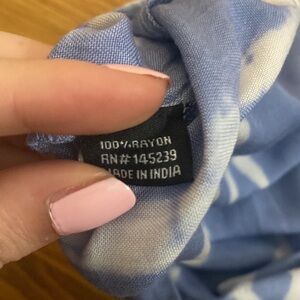 100% RAYON
RN# 145239
MADE IN INDIA